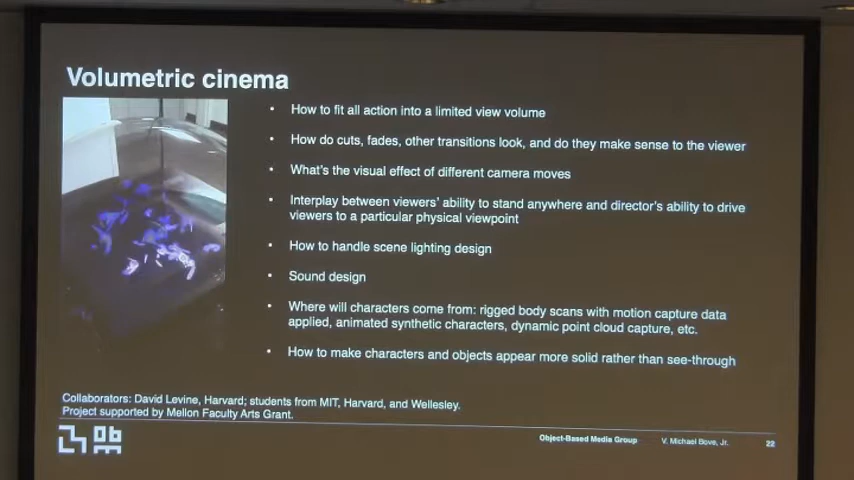 Volumetric cinema
• How to fit all action into a limited view volume
• How do cuts, fades, other transitions look, and do they make sense to the viewer
• What's the visual effect of different camera moves
• Interplay between viewers' ability to stand anywhere and director's ability to drive
viewers to a particular physical viewpoint
• How to handle scene lighting design
• Sound design
• Where will characters come from: rigged body scans with motion capture data
applied, animated synthetic characters, dynamic point cloud capture, etc.
• How to make characters and objects appear more solid rather than see-through
Collaborators: David Levine, Harvard; students from MIT, Harvard, and Wellesley.
Project supported by Mellon Faculty Arts Grant.
Object-Based Media Group V. Michael Bove, Jr. 22